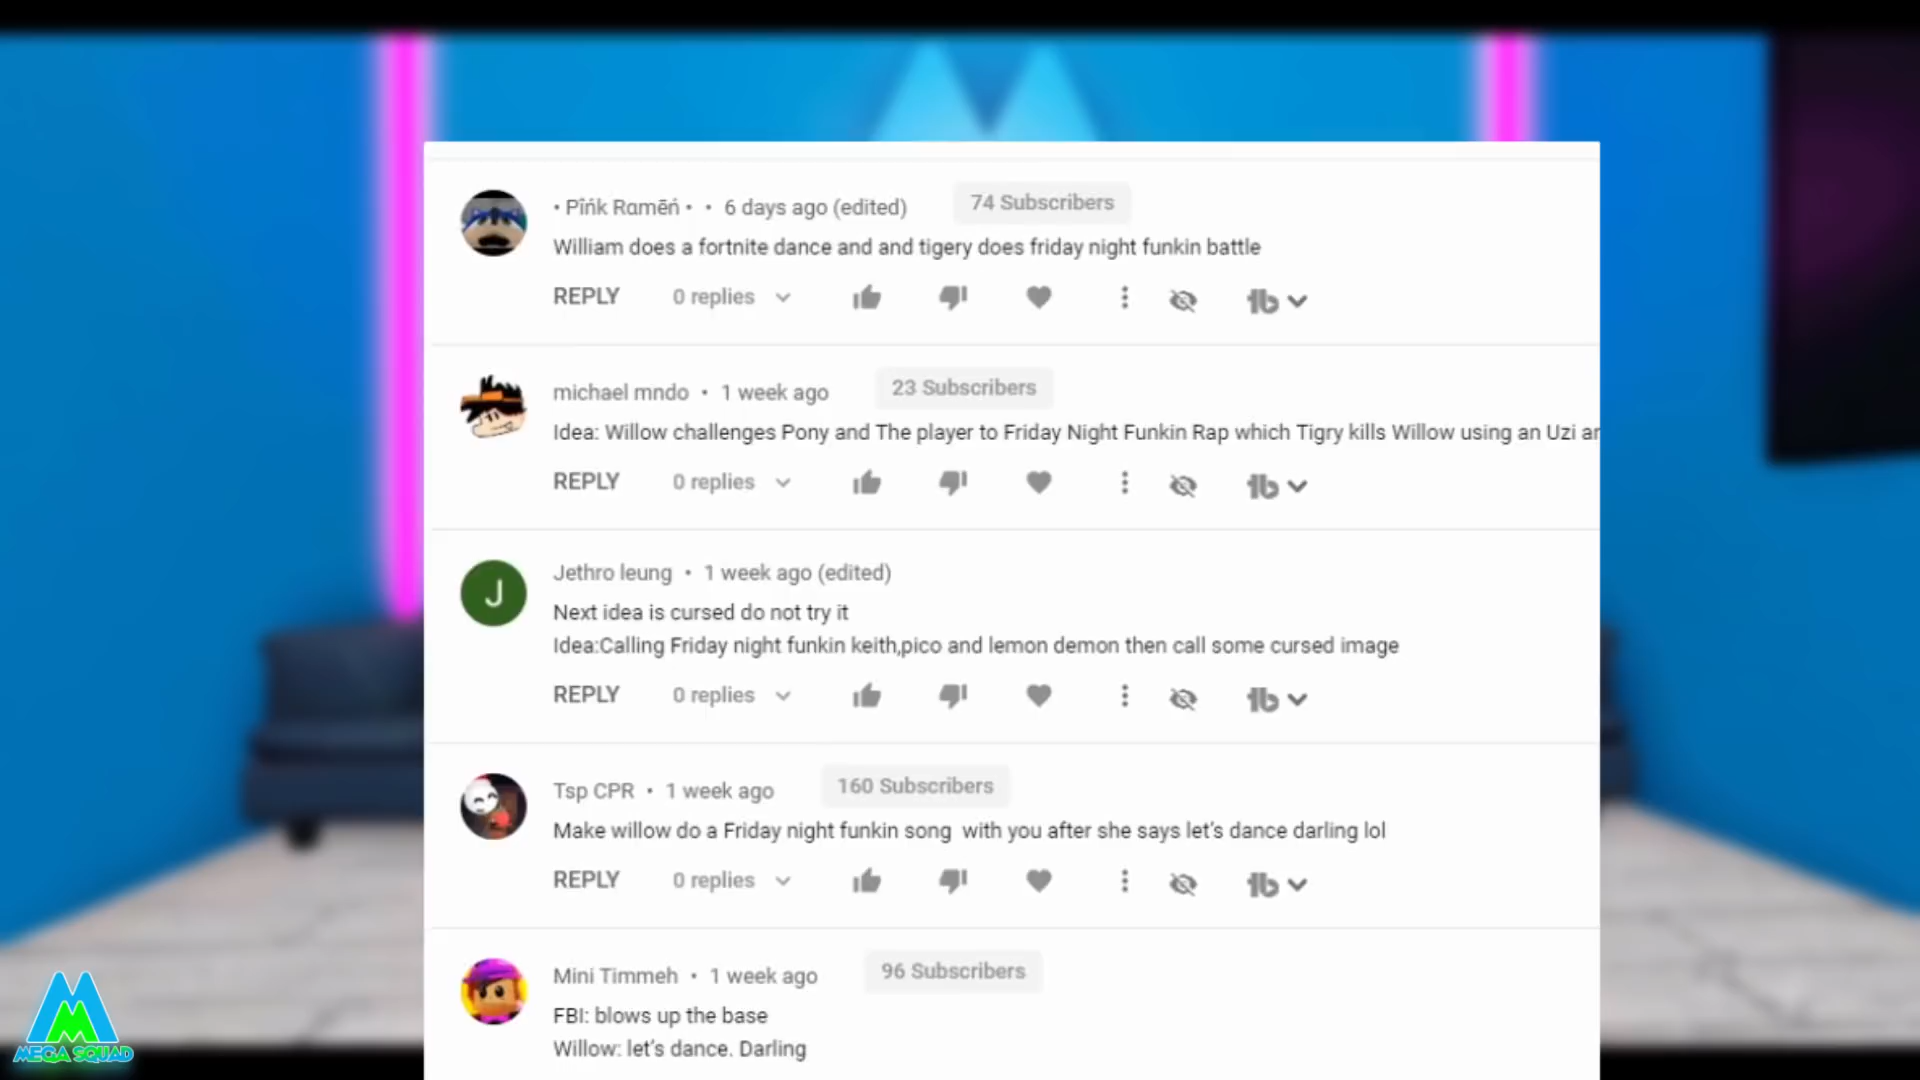 • Pîńk Rαmēń • • 6 days ago (edited) 74 Subscribers
William does a fortnite dance and and tigery does friday night funkin battle
REPLY 0 replies
michael mndo • 1 week ago 23 Subscribers
Idea: Willow challenges Pony and The player to Friday Night Funkin Rap which Tigry kills Willow using an Uzi ar
REPLY 0 replies
J
Jethro leung • 1 week ago (edited)
Next idea is cursed do not try it
Idea:Calling Friday night funkin keith,pico and lemon demon then call some cursed image
REPLY 0 replies
Tsp CPR • 1 week ago 160 Subscribers
Make willow do a Friday night funkin song with you after she says let's dance darling lol
REPLY 0 replies
Mini Timmeh • 1 week ago 96 Subscribers
FBI: blows up the base
Willow: let's dance. Darling
MEGA SQUAD